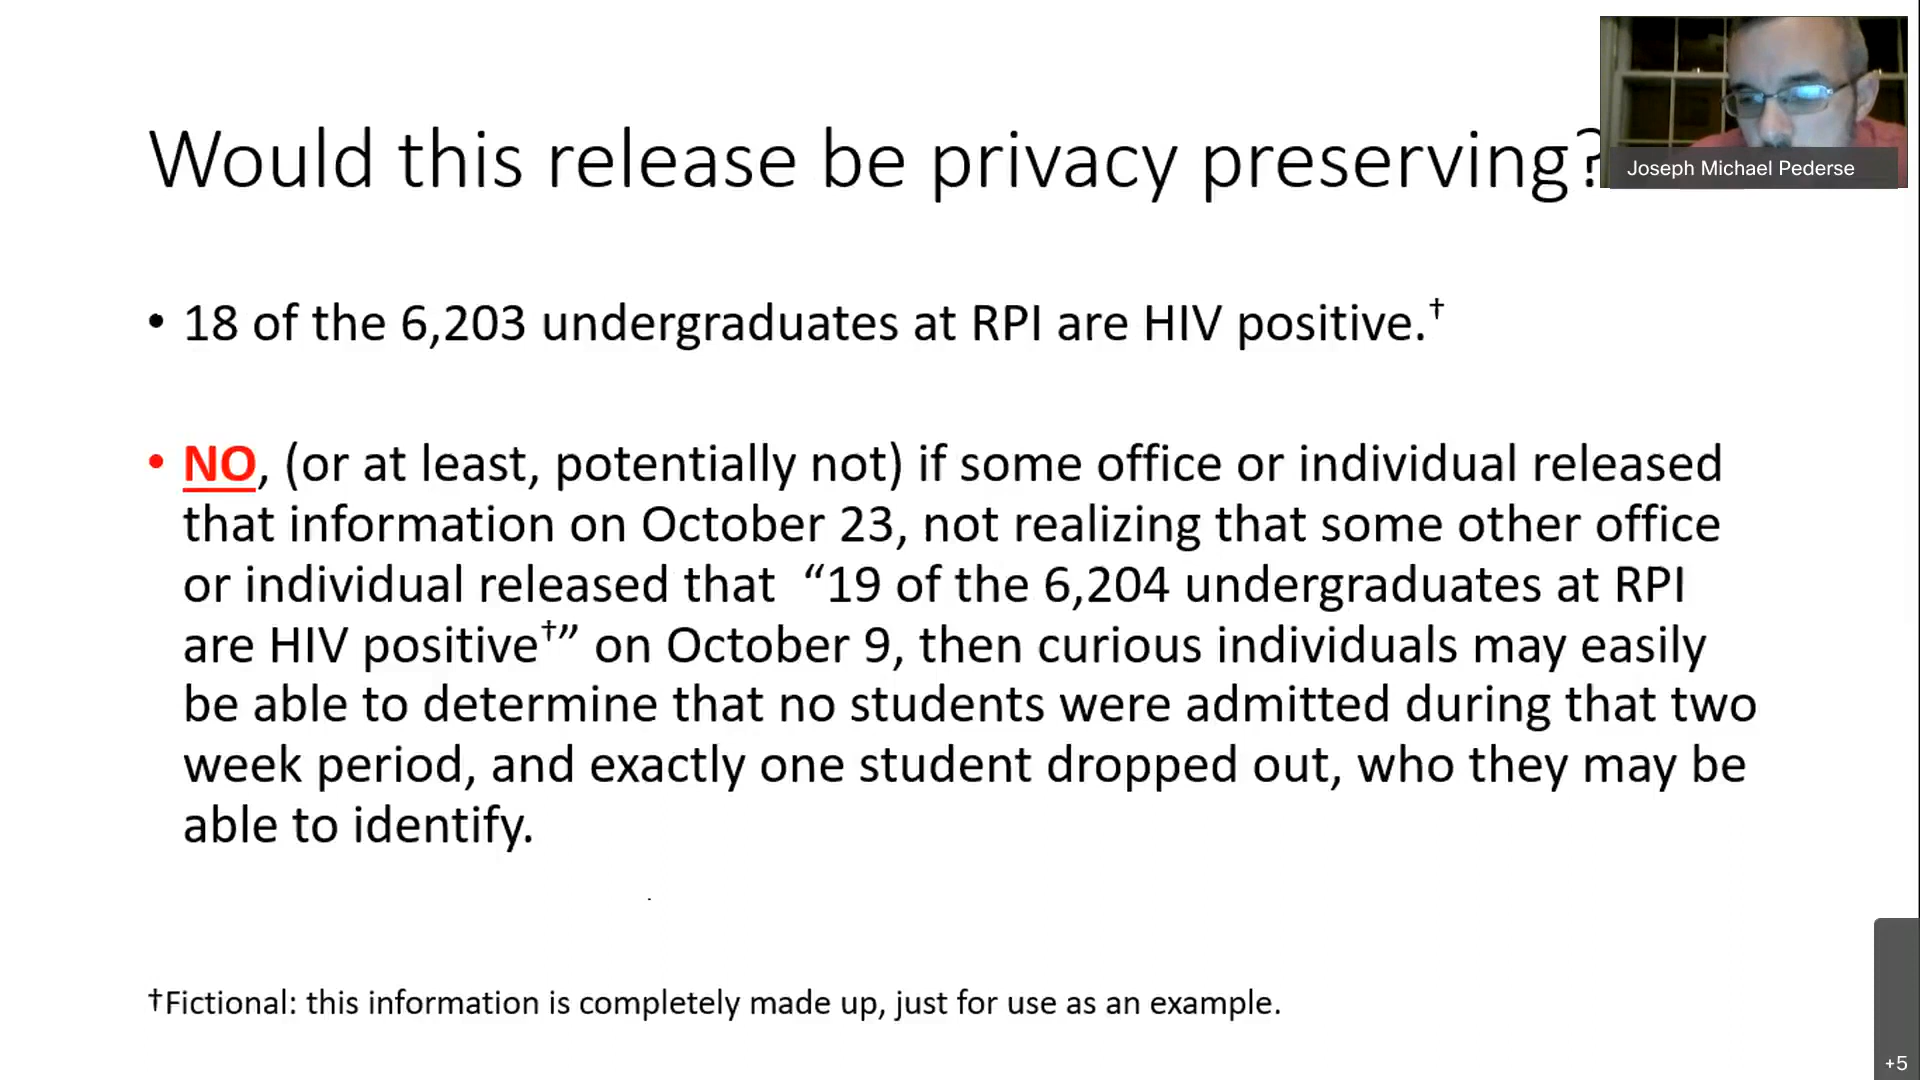 Would this release be privacy preserving?
Joseph Michael Pederse
• 18 of the 6,203 undergraduates at RPI are HIV positive.†
• NO, (or at least, potentially not) if some office or individual released
that information on October 23, not realizing that some other office
or individual released that “19 of the 6,204 undergraduates at RPI
are HIV positive†” on October 9, then curious individuals may easily
be able to determine that no students were admitted during that two
week period, and exactly one student dropped out, who they may be
able to identify.
†Fictional: this information is completely made up, just for use as an example.
+5